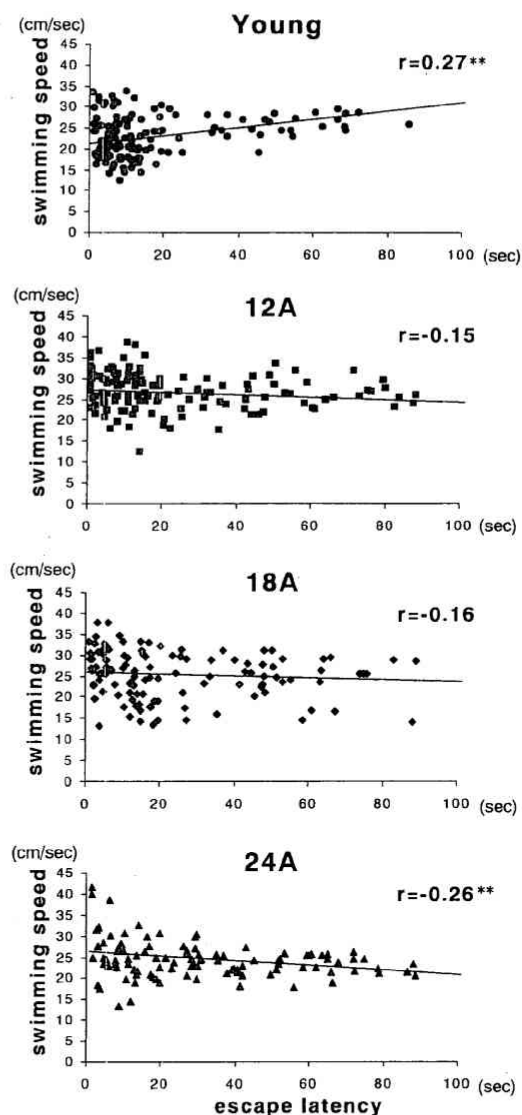 (cm/sec)
Young
r=0.27**
swimming speed
45
40
35
30
25
20
15
10
5
0
0 20 40 60 80 100 (sec)
(cm/sec)
12A
r=-0.15
swimming speed
45
40
35
30
25
20
15
10
5
0
0 20 40 60 80 100 (sec)
(cm/sec)
18A
r=-0.16
swimming speed
45
40
35
30
25
20
15
10
5
0
0 20 40 60 80 100 (sec)
(cm/sec)
24A
r=-0.26**
swimming speed
45
40
35
30
25
20
15
10
5
0
0 20 40 60 80 100 (sec)
escape latency